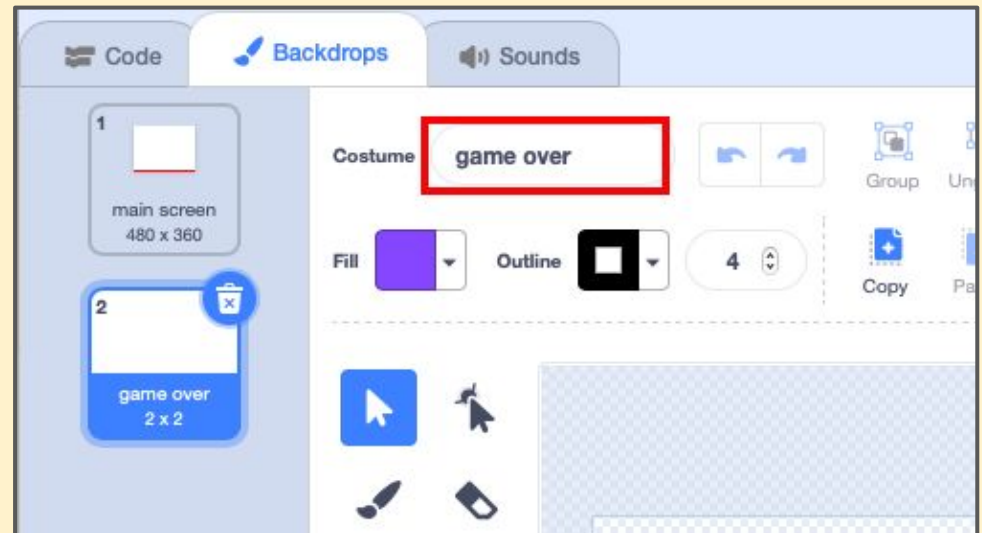 Code
Backdrops
Sounds
1
main screen
480 x 360
2
game over
2 x 2
Costume
game over
Group
Fill
Outline
4
Copy